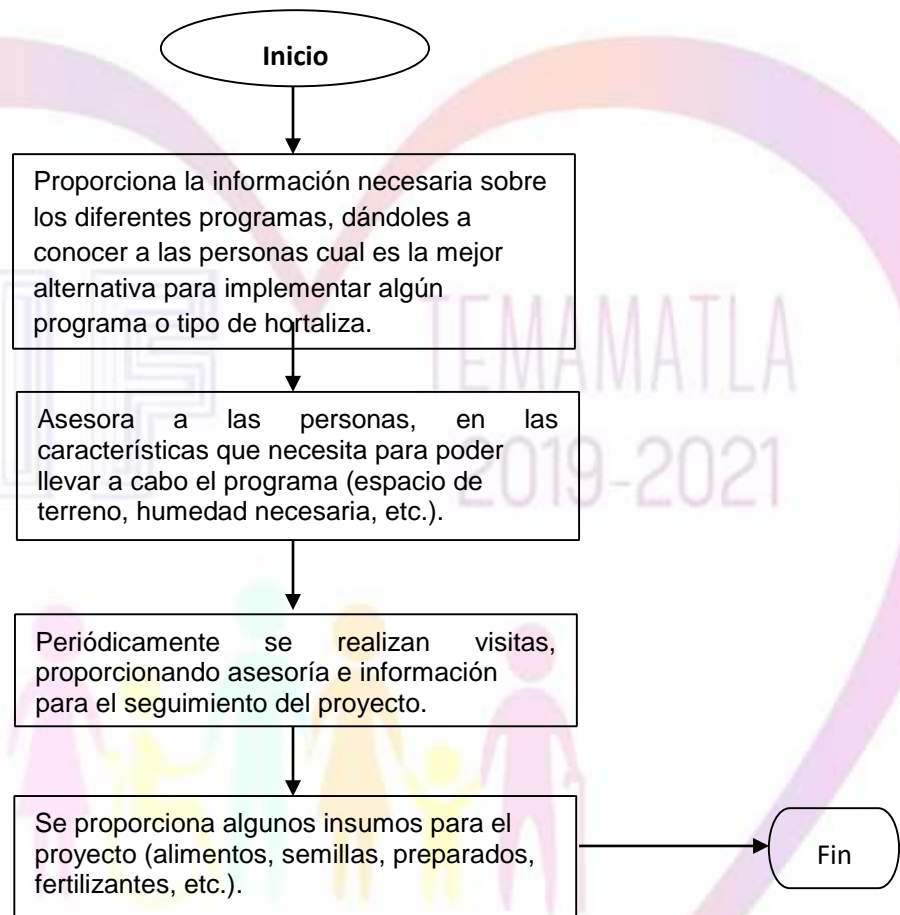 Inicio
Proporciona la información necesaria sobre
los diferentes programas, dándoles a
conocer a las personas cual es la mejor
alternativa para implementar algún
programa o tipo de hortaliza.
Asesora a las personas, en las
características que necesita para poder
llevar a cabo el programa (espacio de
terreno, humedad necesaria, etc.).
Periódicamente se realizan visitas,
proporcionando asesoría e información
para el seguimiento del proyecto.
Se proporciona algunos insumos para el
proyecto (alimentos, semillas, preparados,
fertilizantes, etc.).
Fin
IF
TEMAMATLA
2019-2021